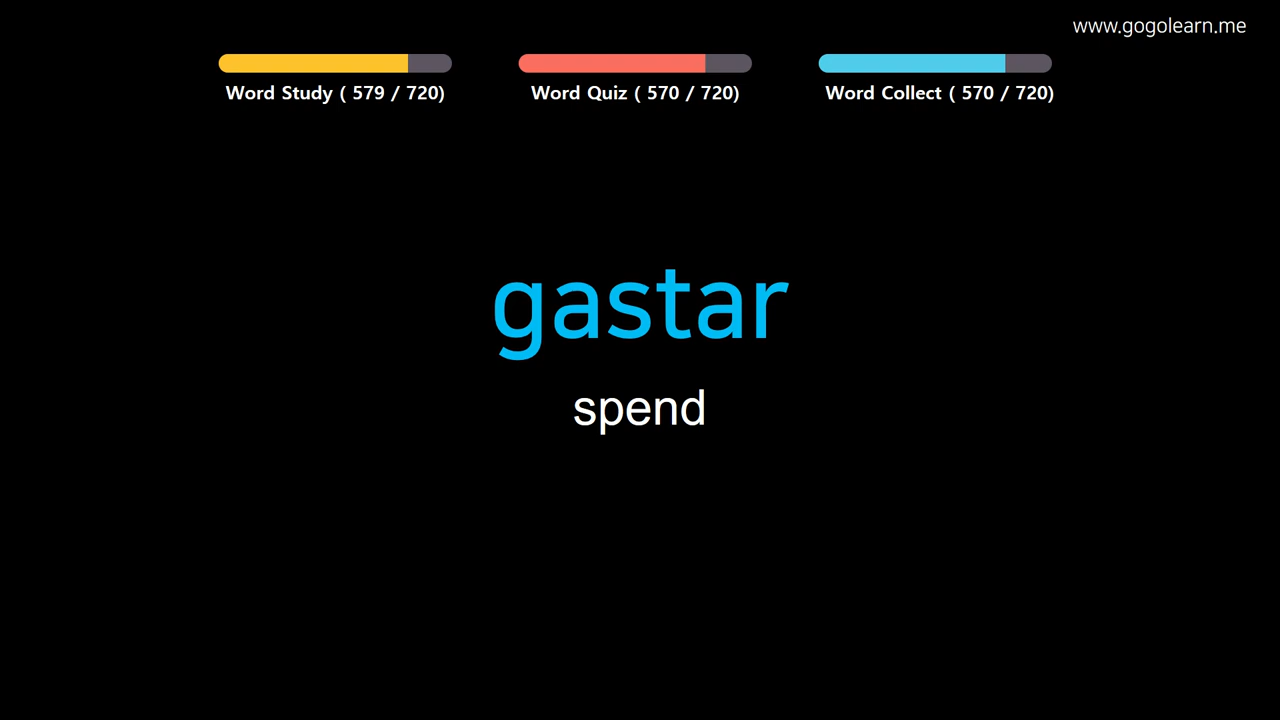 www.gogolearn.me
Word Study ( 579 / 720)
Word Quiz ( 570 / 720)
Word Collect ( 570 / 720)
gastar
spend